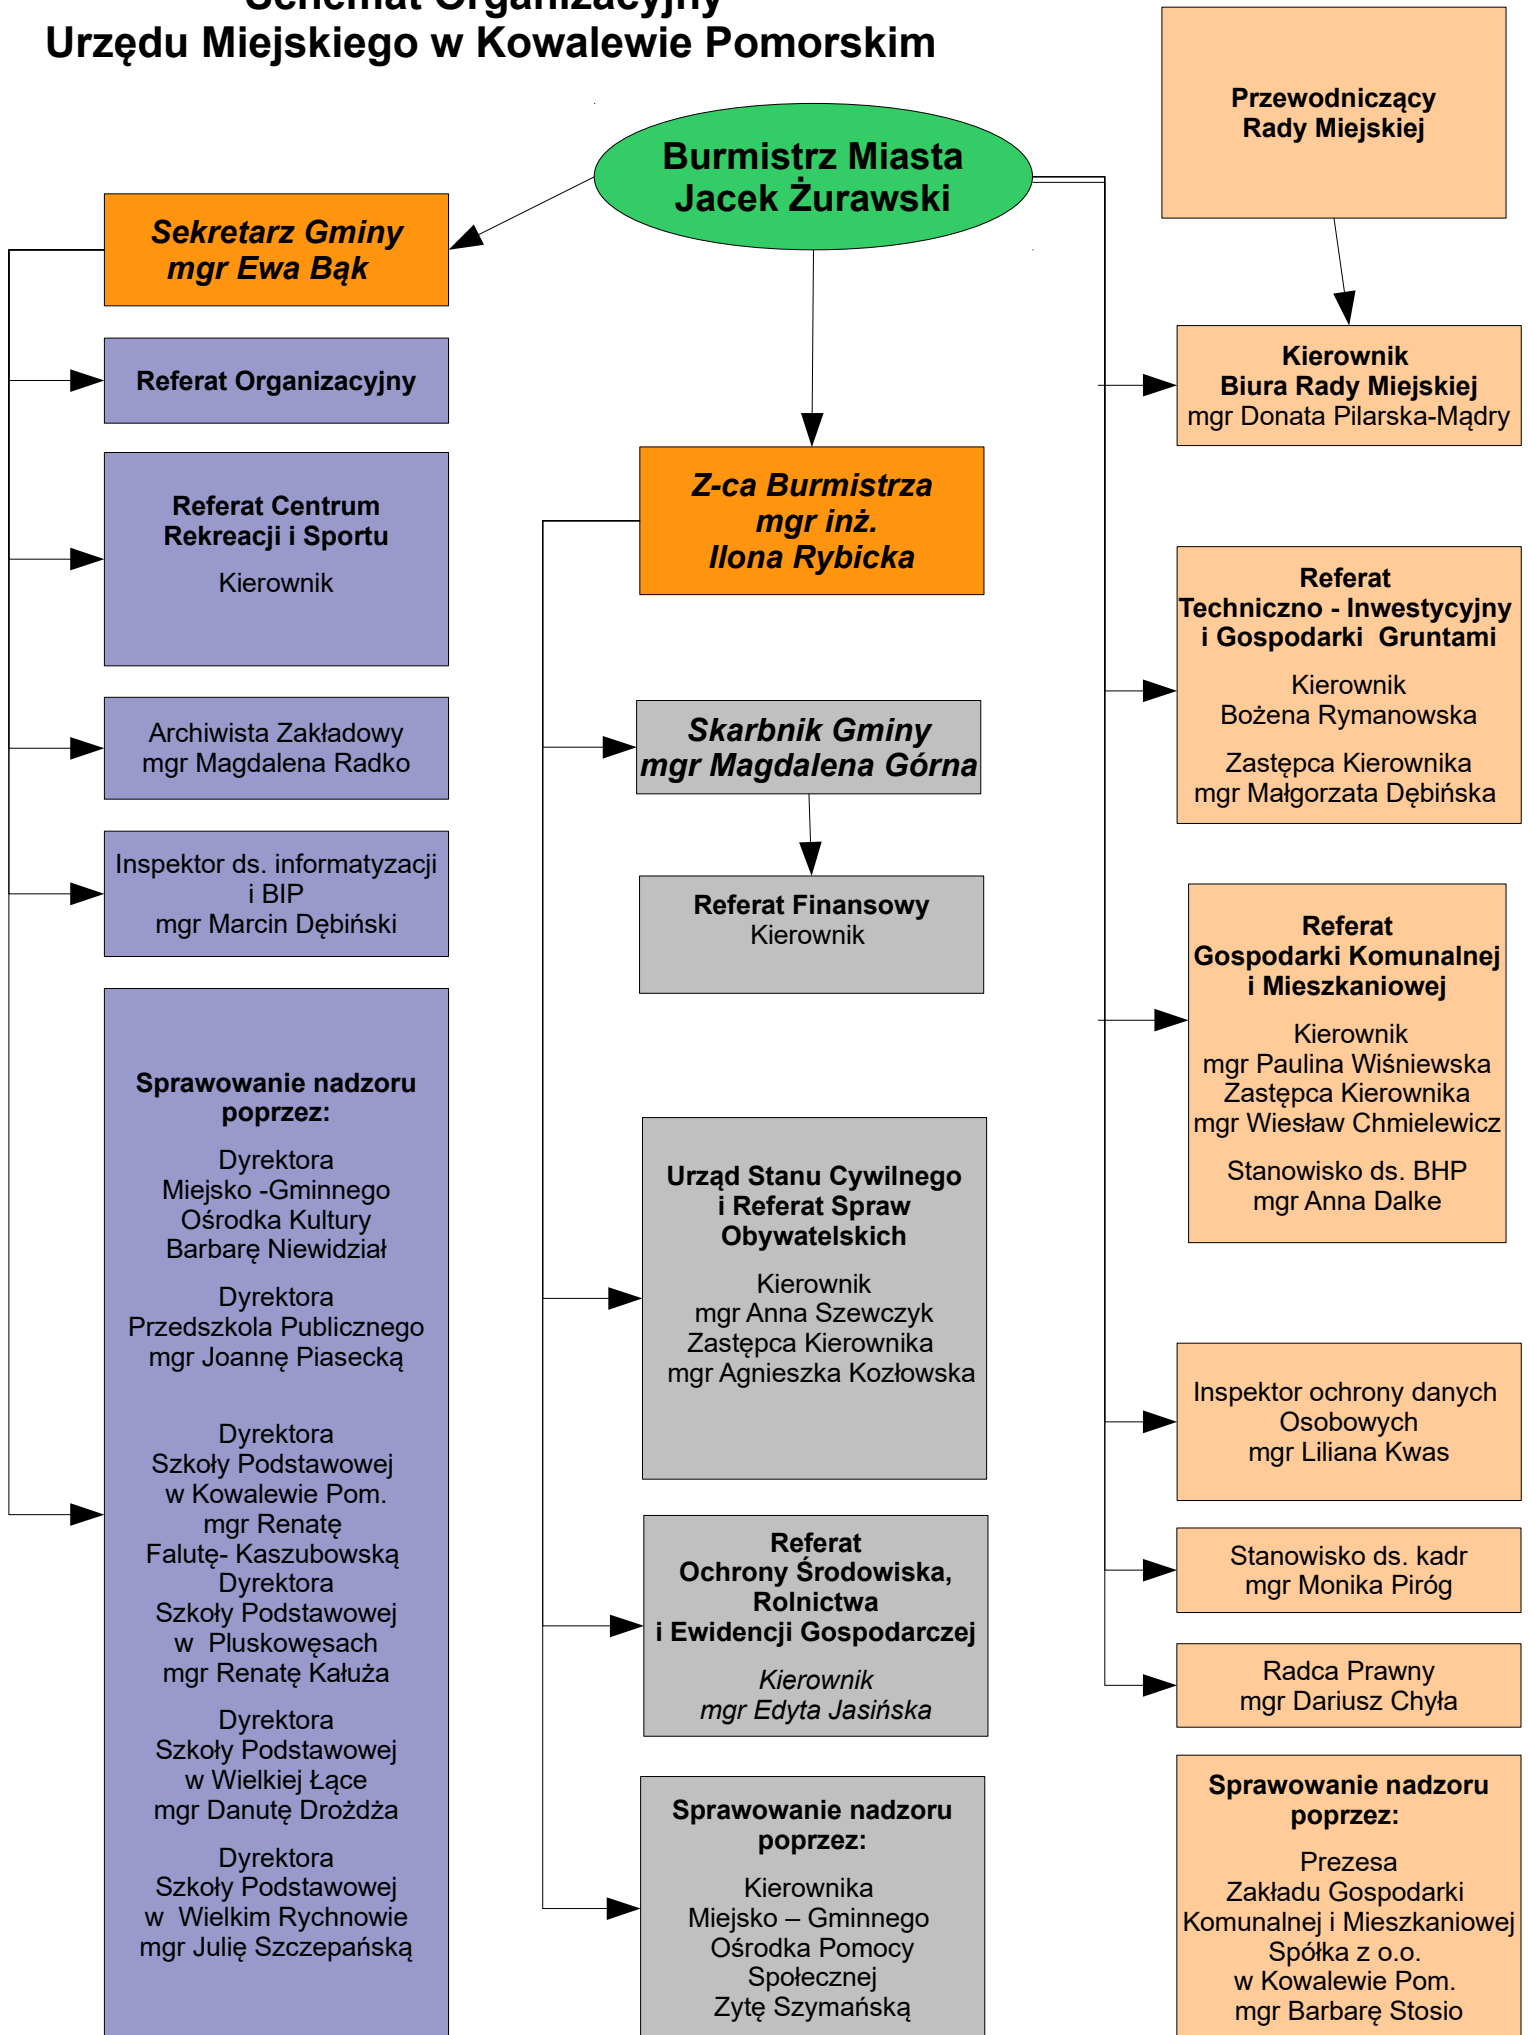 Schemat Organizacyjny
Urzędu Miejskiego w Kowalewie Pomorskim
Burmistrz Miasta
Jacek Żurawski
Przewodniczący
Rady Miejskiej
Sekretarz Gminy
mgr Ewa Bąk
Referat Organizacyjny
Referat Centrum
Rekreacji i Sportu
Kierownik
Archiwista Zakładowy
mgr Magdalena Radko
Inspektor ds. informatyzacji
i BIP
mgr Marcin Dębiński
Sprawowanie nadzoru
poprzez:
Dyrektora
Miejsko -Gminnego
Ośrodka Kultury
Barbarę Niewidział
Dyrektora
Przedszkola Publicznego
mgr Joannę Piasecką
Dyrektora
Szkoły Podstawowej
w Kowalewie Pom.
mgr Renatę
Falutę- Kaszubowską
Dyrektora
Szkoły Podstawowej
w Pluskowęsach
mgr Renatę Kałuża
Dyrektora
Szkoły Podstawowej
w Wielkiej Łące
mgr Danutę Drożdża
Dyrektora
Szkoły Podstawowej
w Wielkim Rychnowie
mgr Julię Szczepańską
Z-ca Burmistrza
mgr inż.
Ilona Rybicka
Skarbnik Gminy
mgr Magdalena Górna
Referat Finansowy
Kierownik
Urząd Stanu Cywilnego
i Referat Spraw
Obywatelskich
Kierownik
mgr Anna Szewczyk
Zastępca Kierownika
mgr Agnieszka Kozłowska
Referat
Ochrony Środowiska,
Rolnictwa
i Ewidencji Gospodarczej
Kierownik
mgr Edyta Jasińska
Sprawowanie nadzoru
poprzez:
Kierownika
Miejsko – Gminnego
Ośrodka Pomocy
Społecznej
Zytę Szymańską
Kierownik
Biura Rady Miejskiej
mgr Donata Pilarska-Mądry
Referat
Techniczno - Inwestycyjny
i Gospodarki Gruntami
Kierownik
Bożena Rymanowska
Zastępca Kierownika
mgr Małgorzata Dębińska
Referat
Gospodarki Komunalnej
i Mieszkaniowej
Kierownik
mgr Paulina Wiśniewska
Zastępca Kierownika
mgr Wiesław Chmielewicz
Stanowisko ds. BHP
mgr Anna Dalke
Inspektor ochrony danych
Osobowych
mgr Liliana Kwas
Stanowisko ds. kadr
mgr Monika Piróg
Radca Prawny
mgr Dariusz Chyła
Sprawowanie nadzoru
poprzez:
Prezesa
Zakładu Gospodarki
Komunalnej i Mieszkaniowej
Spółka z o.o.
w Kowalewie Pom.
mgr Barbarę Stosio